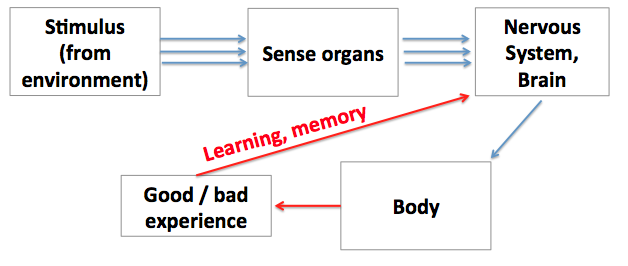 Stimulus
(from
environment)
Sense organs
Nervous
System,
Brain
Learning, memory
Good / bad
experience
Body